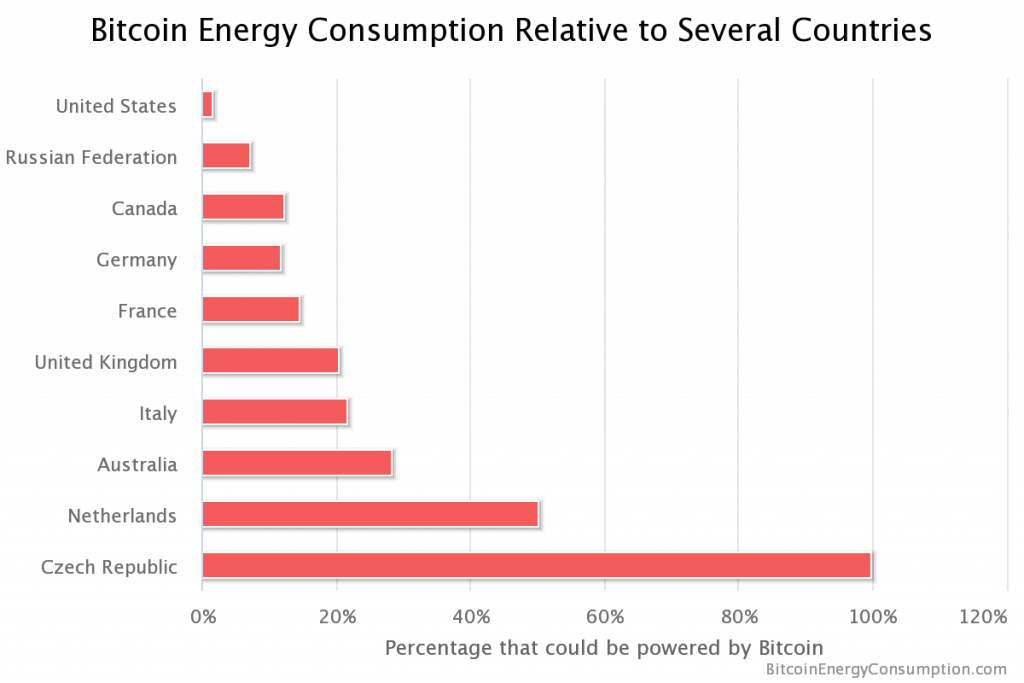 Bitcoin Energy Consumption Relative to Several Countries
United States
Russian Federation
Canada
Germany
France
United Kingdom
Italy
Australia
Netherlands
Czech Republic
0% 20% 40% 60% 80% 100% 120%
Percentage that could be powered by Bitcoin
BitcoinEnergyConsumption.com